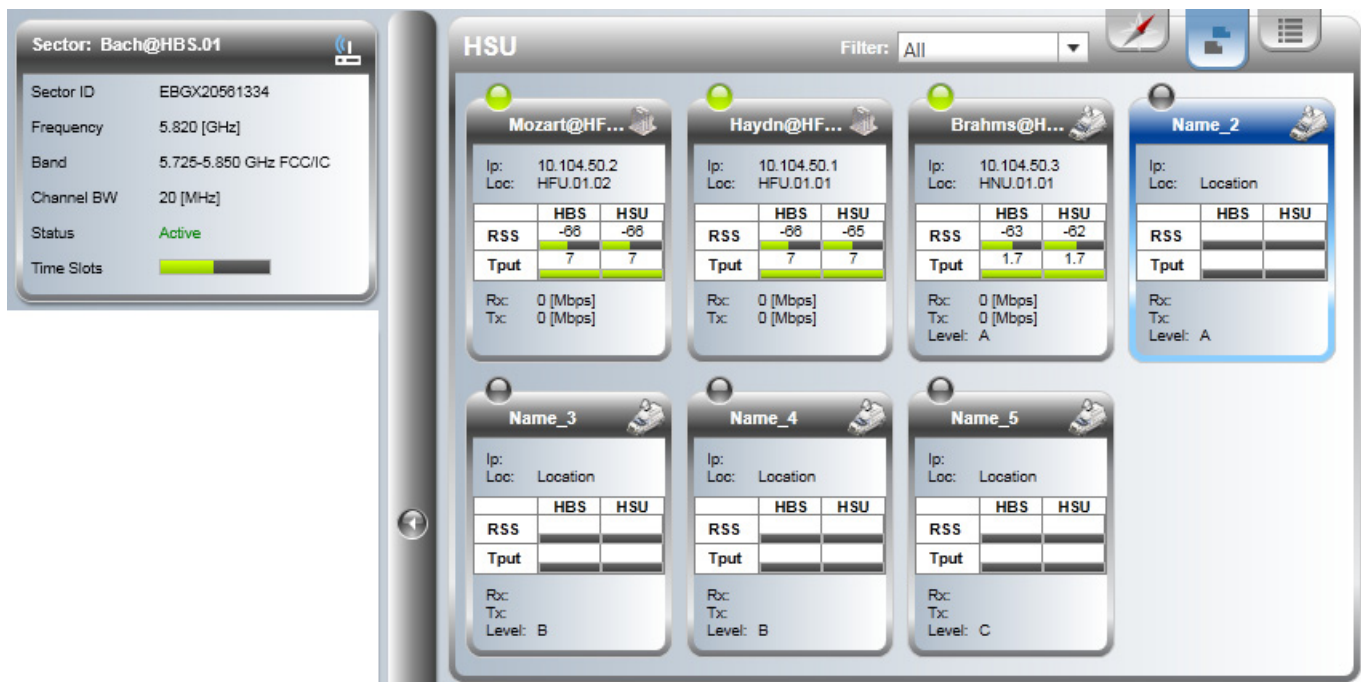 Sector: Bach@HBS.01
Sector ID EBGX20561334
Frequency 5.820 [GHz]
Band 5.725-5.850 GHz FCC/IC
Channel BW 20 [MHz]
Status Active
Time Slots
HSU
Filter: All
Mozart@HF...
Ip: 10.104.50.2
Loc: HFU.01.02
HBS HSU
RSS -66 -66
Tput 7 7
Rx: 0 [Mbps]
Tx: 0 [Mbps]
Haydn@HF...
Ip: 10.104.50.1
Loc: HFU.01.01
HBS HSU
RSS -66 -65
Tput 7 7
Rx: 0 [Mbps]
Tx: 0 [Mbps]
Brahms@H...
Ip: 10.104.50.3
Loc: HNU.01.01
HBS HSU
RSS -63 -62
Tput 1.7 1.7
Rx: 0 [Mbps]
Tx: 0 [Mbps]
Level: A
Name_2
Ip:
Loc: Location
HBS HSU
RSS
Tput
Rx:
Tx:
Level: A
Name_3
Ip:
Loc: Location
HBS HSU
RSS
Tput
Rx:
Tx:
Level: B
Name_4
Ip:
Loc: Location
HBS HSU
RSS
Tput
Rx:
Tx:
Level: B
Name_5
Ip:
Loc: Location
HBS HSU
RSS
Tput
Rx:
Tx:
Level: C